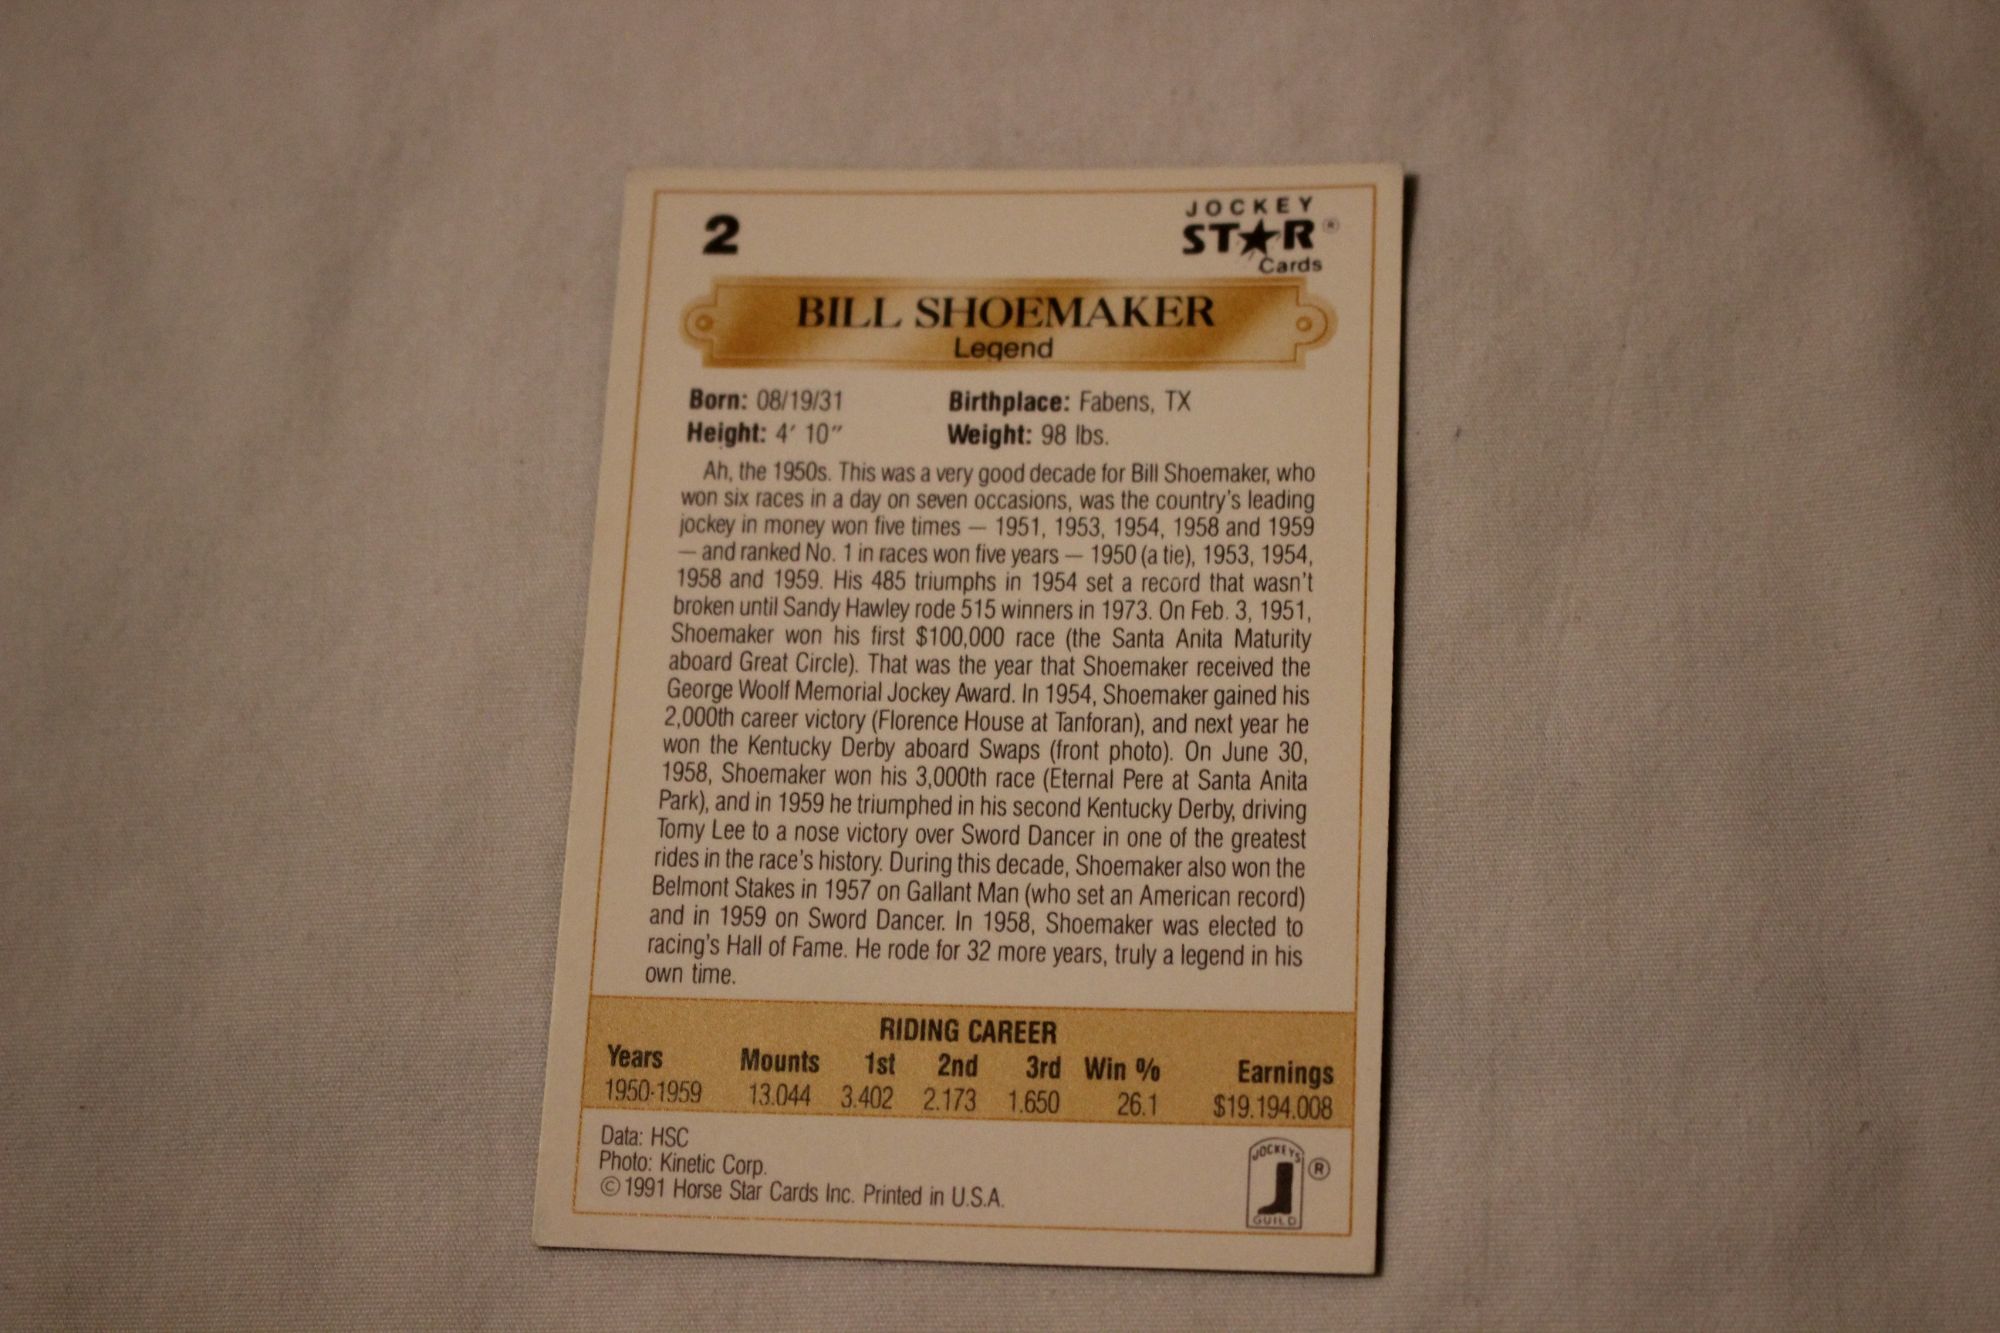 2
JOCKEY
ST★R®
Cards
BILL SHOEMAKER
Legend
Born: 08/19/31 Birthplace: Fabens, TX
Height: 4′ 10″ Weight: 98 lbs.
Ah, the 1950s. This was a very good decade for Bill Shoemaker, who
won six races in a day on seven occasions, was the country's leading
jockey in money won five times — 1951, 1953, 1954, 1958 and 1959
— and ranked No. 1 in races won five years — 1950 (a tie), 1953, 1954,
1958 and 1959. His 485 triumphs in 1954 set a record that wasn't
broken until Sandy Hawley rode 515 winners in 1973. On Feb. 3, 1951,
Shoemaker won his first $100,000 race (the Santa Anita Maturity
aboard Great Circle). That was the year that Shoemaker received the
George Woolf Memorial Jockey Award. In 1954, Shoemaker gained his
2,000th career victory (Florence House at Tanforan), and next year he
won the Kentucky Derby aboard Swaps (front photo). On June 30,
1958, Shoemaker won his 3,000th race (Eternal Pere at Santa Anita
Park), and in 1959 he triumphed in his second Kentucky Derby, driving
Tomy Lee to a nose victory over Sword Dancer in one of the greatest
rides in the race's history. During this decade, Shoemaker also won the
Belmont Stakes in 1957 on Gallant Man (who set an American record)
and in 1959 on Sword Dancer. In 1958, Shoemaker was elected to
racing's Hall of Fame. He rode for 32 more years, truly a legend in his
own time.
RIDING CAREER
Years Mounts 1st 2nd 3rd Win % Earnings
1950-1959 13.044 3.402 2.173 1.650 26.1 $19.194.008
Data: HSC
Photo: Kinetic Corp.
©1991 Horse Star Cards Inc. Printed in U.S.A.
JOCKEYS
GUILD
®